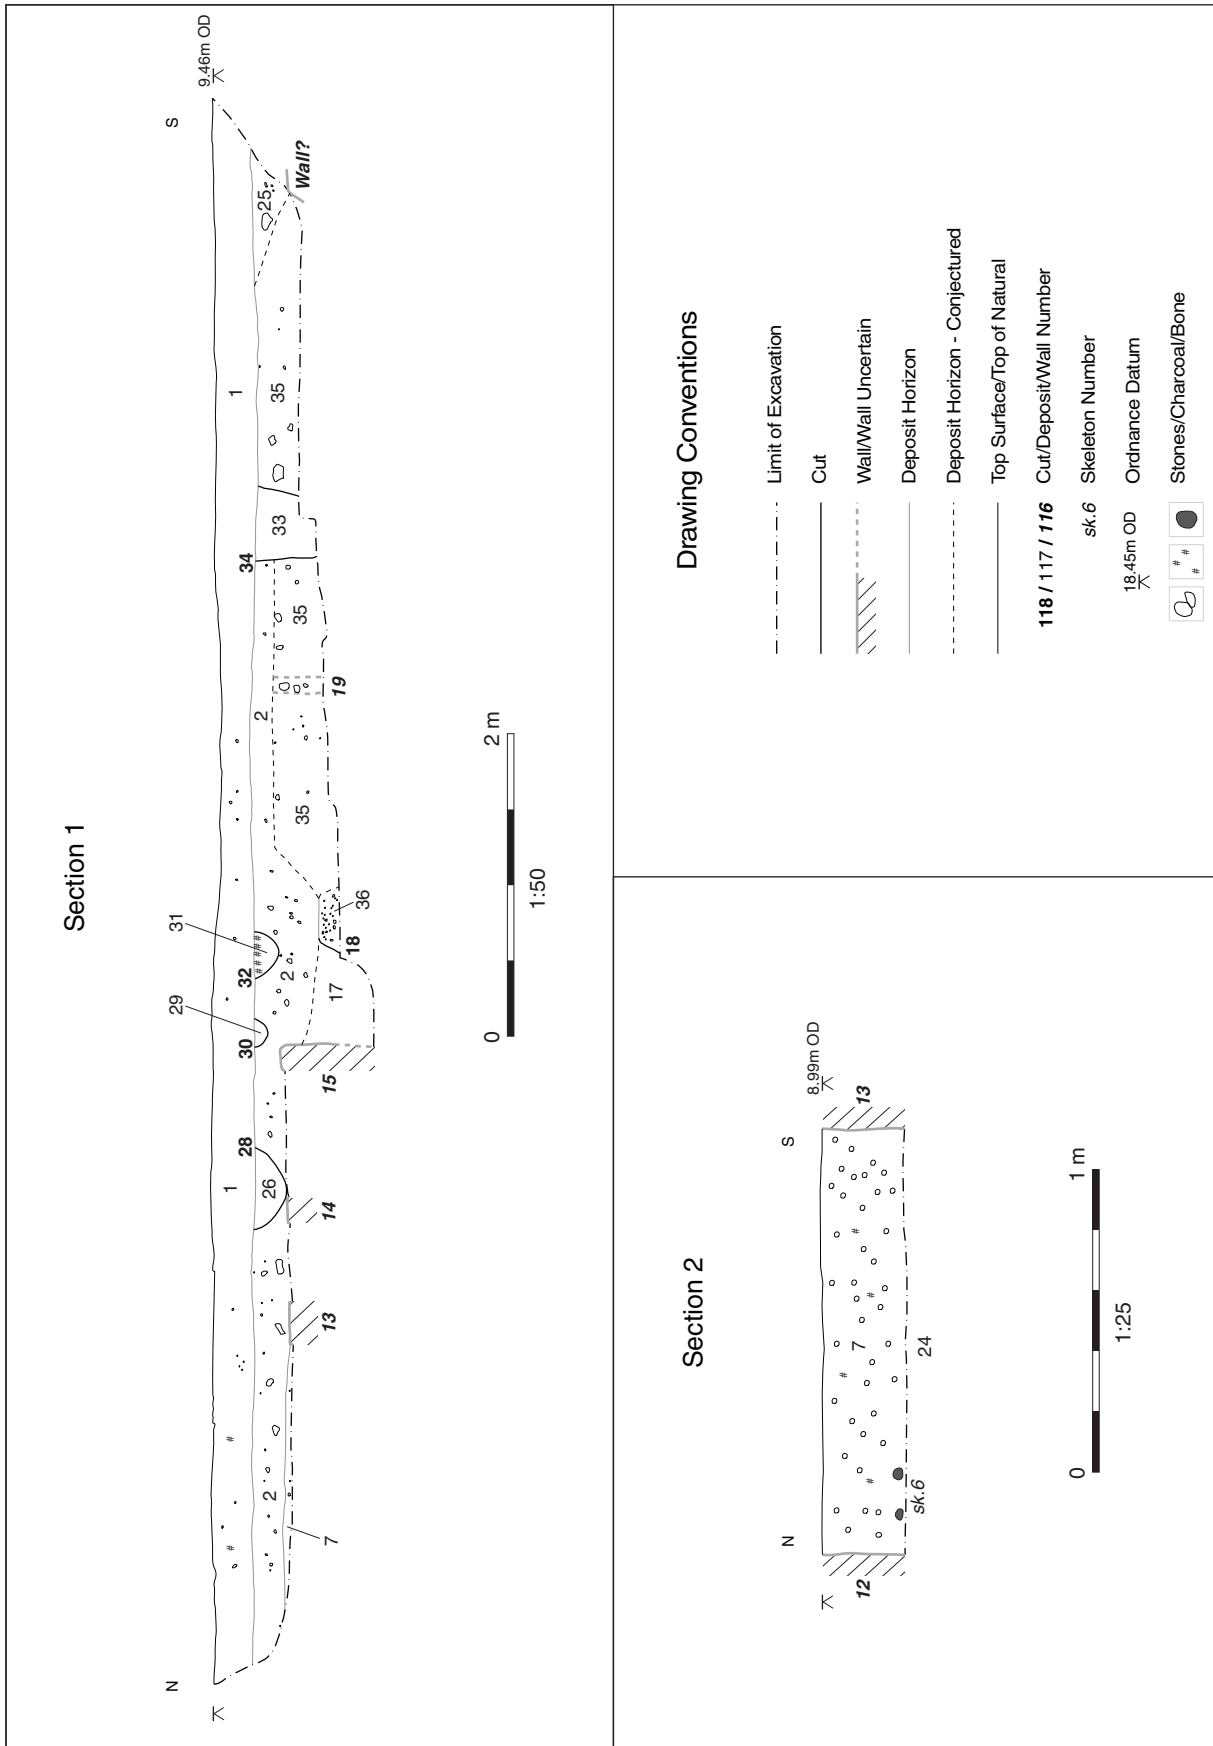 Section 1
N
S
9.46m OD
29
31
28
30
32
34
1
1
2
2
2
7
26
25
33
35
35
35
17
36
13
14
15
18
19
Wall?
0
2 m
1:50
Section 2
N
S
8.99m OD
12
13
7
24
sk.6
0
1 m
1:25
Drawing Conventions
Limit of Excavation
Cut
Wall/Wall Uncertain
Deposit Horizon
Deposit Horizon - Conjectured
Top Surface/Top of Natural
118 / 117 / 116 Cut/Deposit/Wall Number
sk.6 Skeleton Number
18.45m OD Ordnance Datum
Stones/Charcoal/Bone